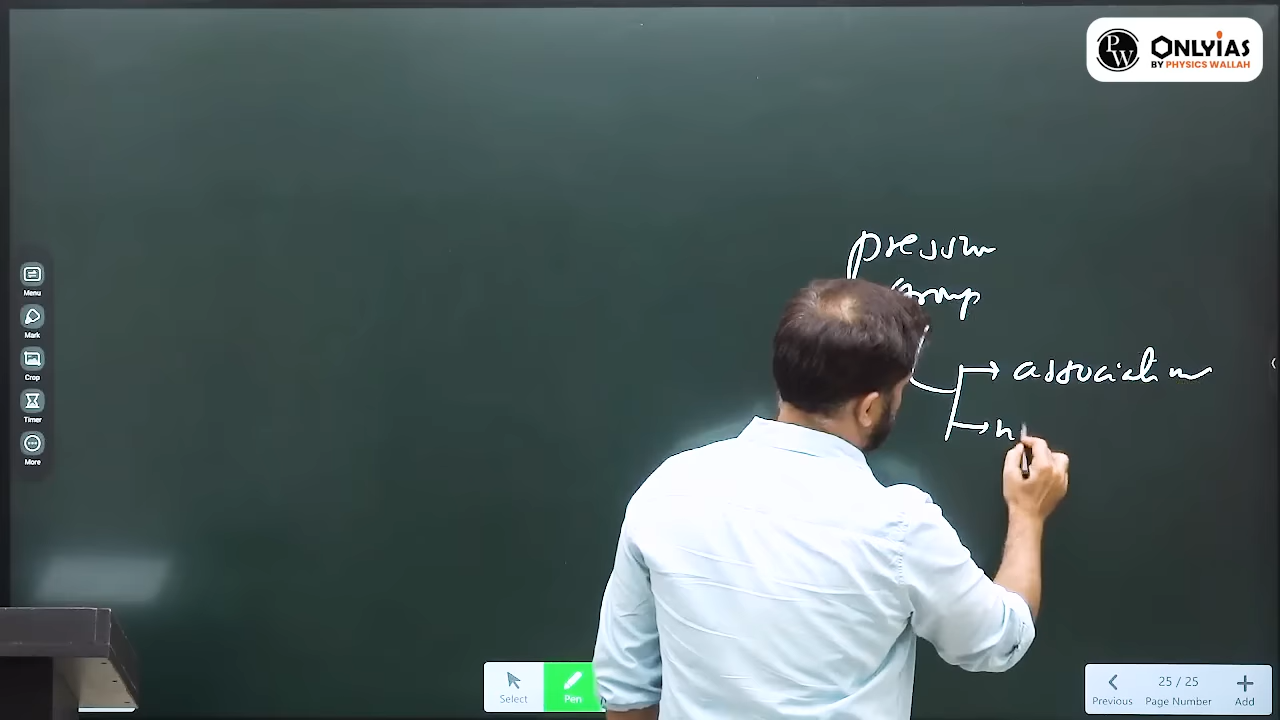 PW ONLYIAS
BY PHYSICS WALLAH
pressure
group
→ association
→ n
Menu
Mark
Crop
Timer
More
Select
Pen
Previous
25 / 25
Page Number
Add